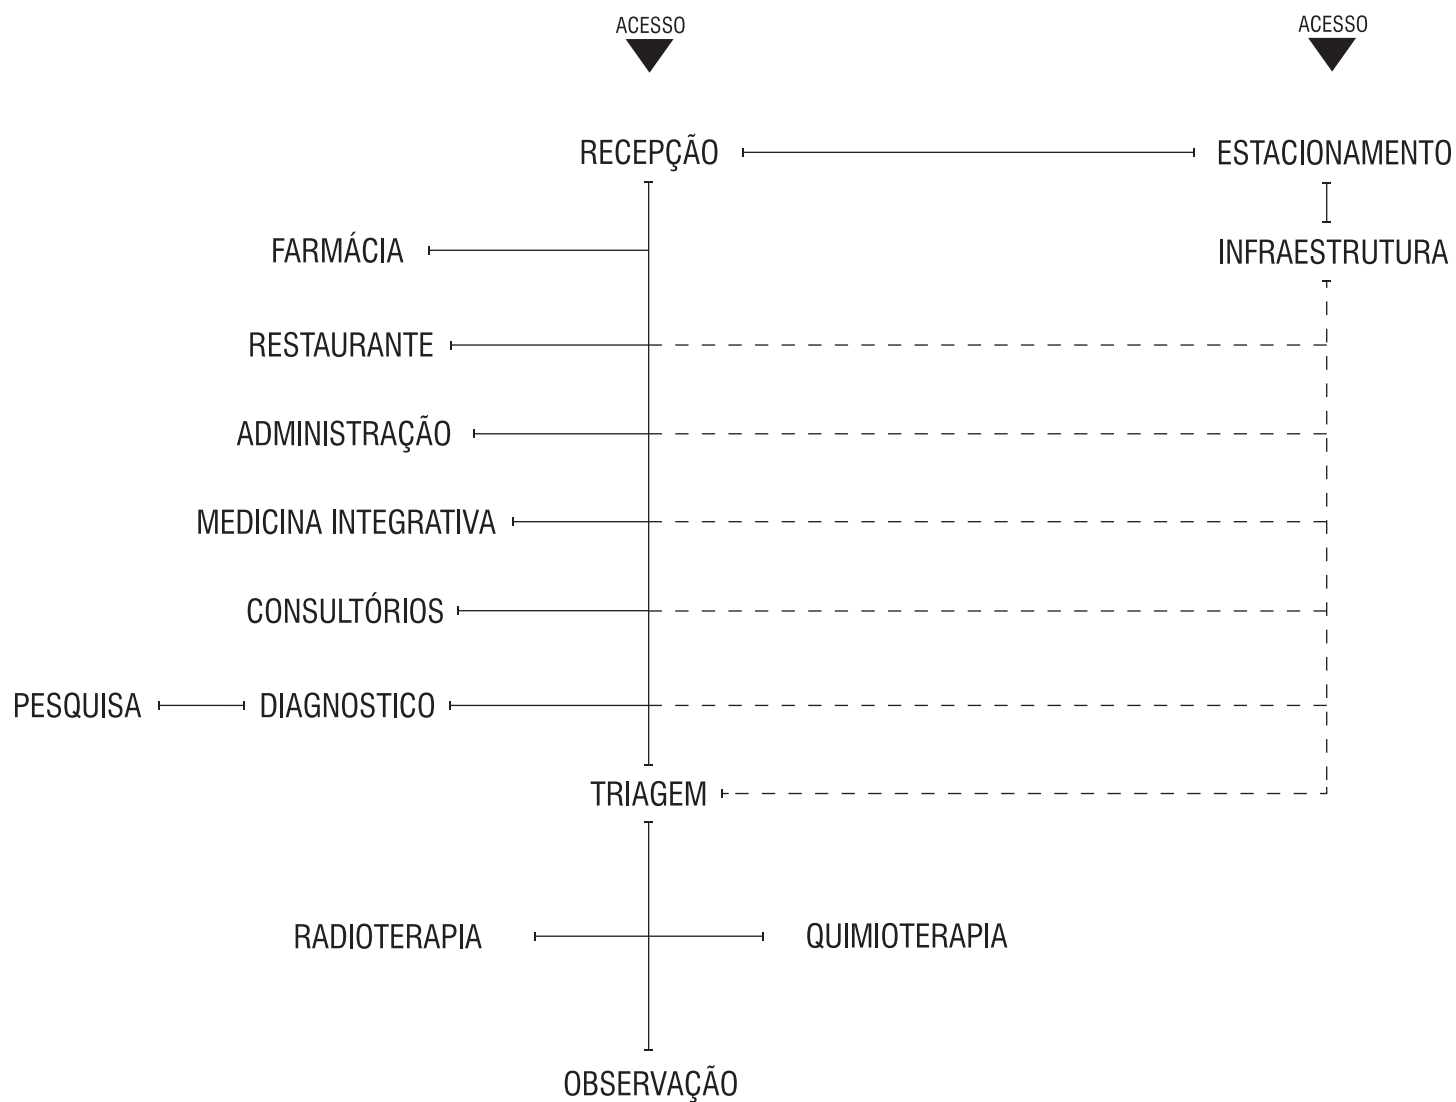 ACESSO
ACESSO
RECEPÇÃO
ESTACIONAMENTO
FARMÁCIA
INFRAESTRUTURA
RESTAURANTE
ADMINISTRAÇÃO
MEDICINA INTEGRATIVA
CONSULTÓRIOS
PESQUISA
DIAGNOSTICO
TRIAGEM
RADIOTERAPIA
QUIMIOTERAPIA
OBSERVAÇÃO